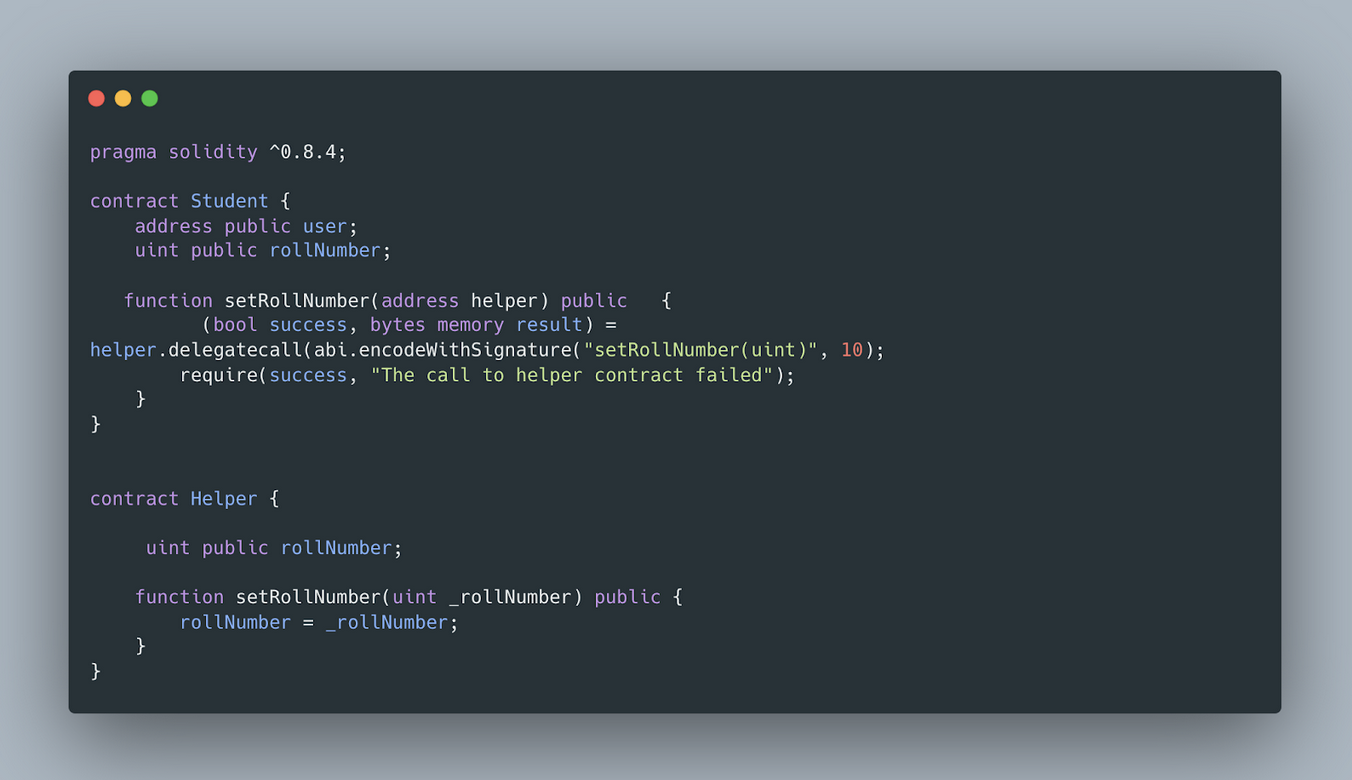 pragma solidity ^0.8.4;
contract Student {
address public user;
uint public rollNumber;
function setRollNumber(address helper) public {
(bool success, bytes memory result) =
helper.delegatecall(abi.encodeWithSignature("setRollNumber(uint)", 10);
require(success, "The call to helper contract failed");
}
}
contract Helper {
uint public rollNumber;
function setRollNumber(uint _rollNumber) public {
rollNumber = _rollNumber;
}
}